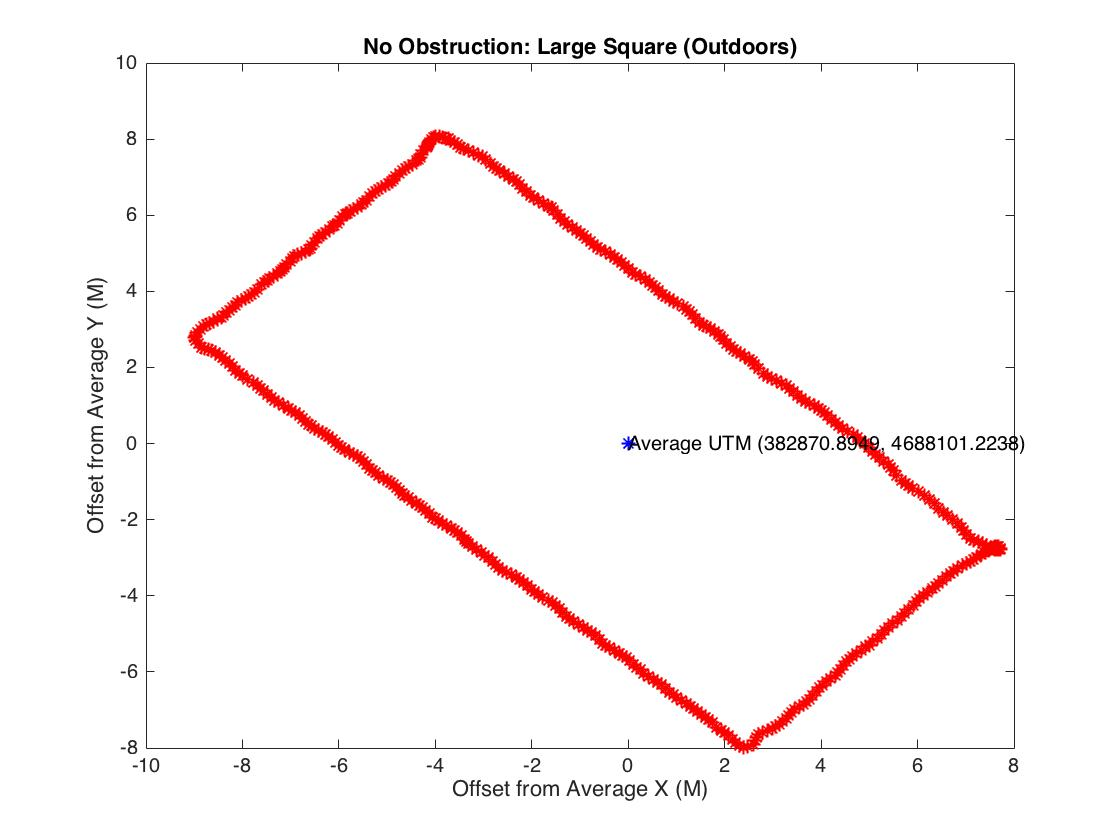 No Obstruction: Large Square (Outdoors)
10
8
6
4
2
0
-2
-4
-6
-8
Offset from Average Y (M)
Average UTM (382870.8949, 4688101.2238)
-10 -8 -6 -4 -2 0 2 4 6 8
Offset from Average X (M)